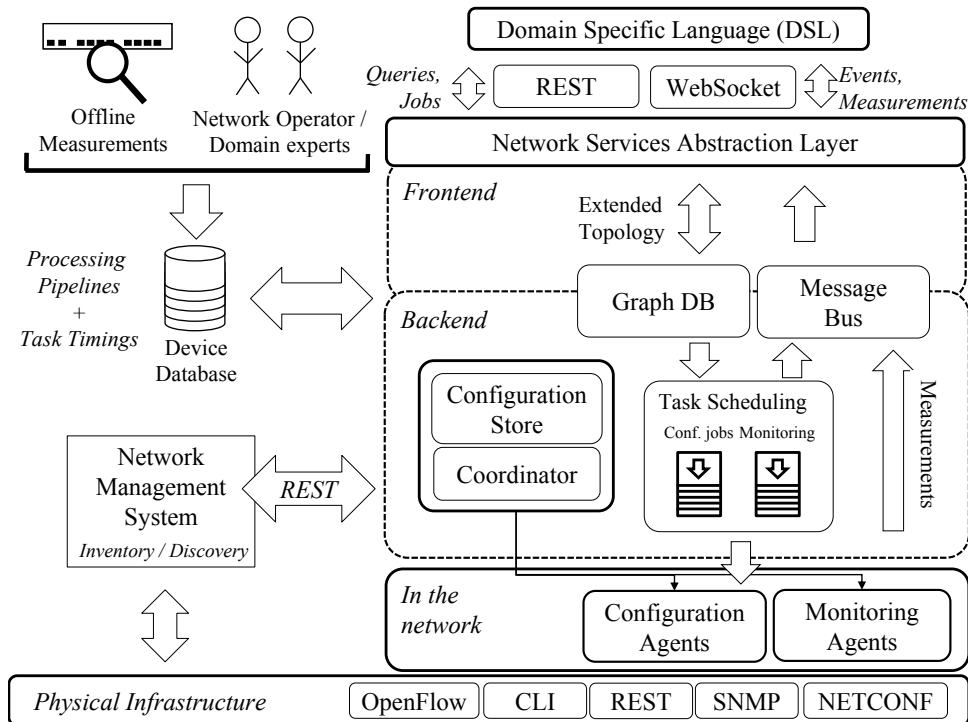 Domain Specific Language (DSL)
Queries,
Jobs
REST
WebSocket
Events,
Measurements
Offline
Measurements
Network Operator /
Domain experts
Network Services Abstraction Layer
Frontend
Extended
Topology
Processing
Pipelines
+
Task Timings
Device
Database
Graph DB
Message
Bus
Backend
Configuration
Store
Coordinator
Task Scheduling
Conf. jobs
Monitoring
Measurements
Network
Management
System
Inventory / Discovery
REST
In the
network
Configuration
Agents
Monitoring
Agents
Physical Infrastructure
OpenFlow
CLI
REST
SNMP
NETCONF